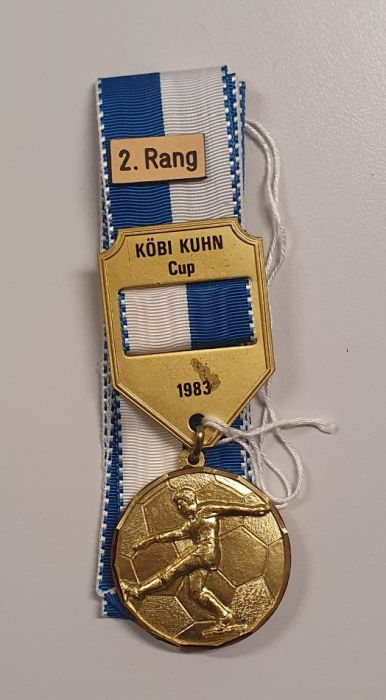 2. Rang
KÖBI KUHN
Cup
1983